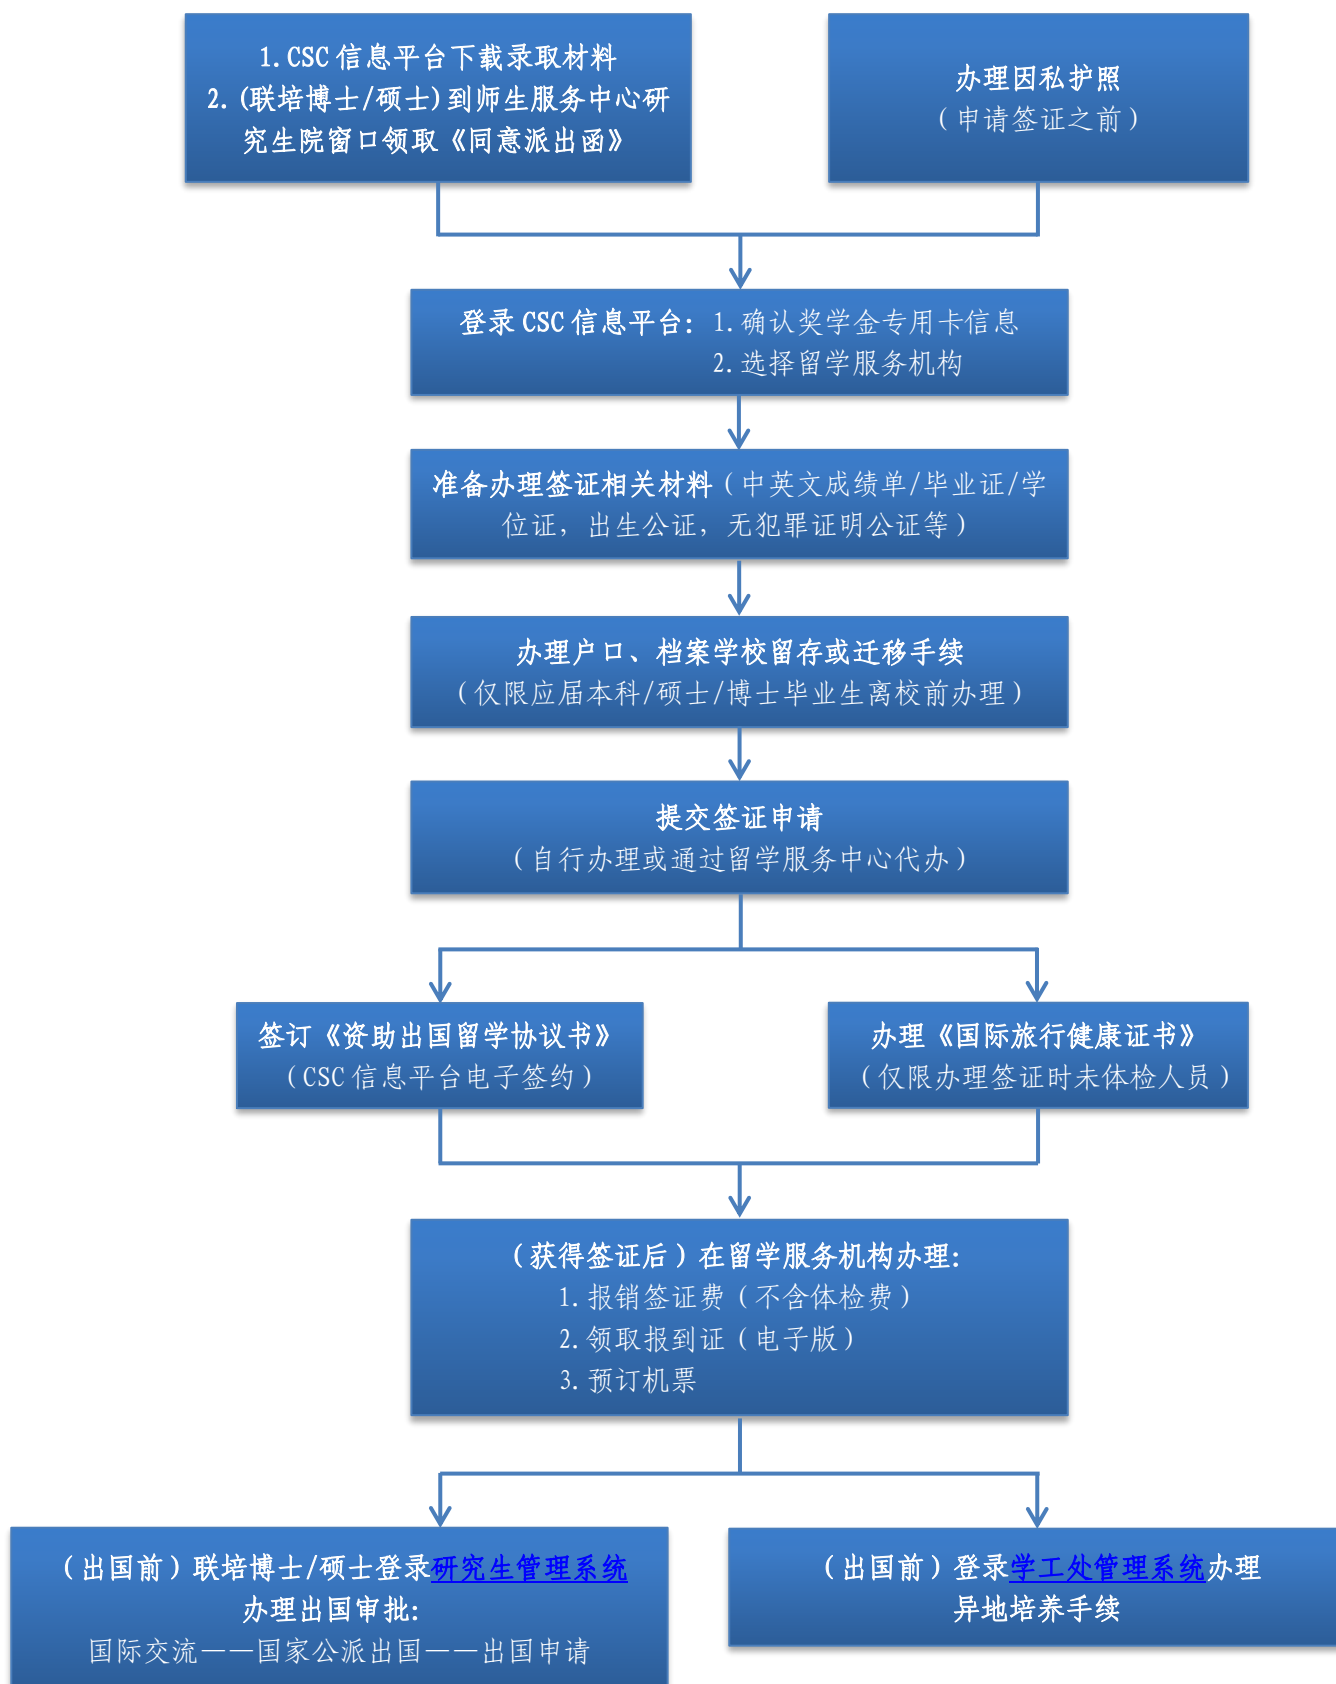 1. CSC 信息平台下载录取材料
2. (联培博士/硕士)到师生服务中心研
究生院窗口领取《同意派出函》
办理因私护照
（申请签证之前）
登录 CSC 信息平台：1. 确认奖学金专用卡信息
2. 选择留学服务机构
准备办理签证相关材料（中英文成绩单/毕业证/学
位证，出生公证，无犯罪证明公证等）
办理户口、档案学校留存或迁移手续
（仅限应届本科/硕士/博士毕业生离校前办理）
提交签证申请
（自行办理或通过留学服务中心代办）
签订《资助出国留学协议书》
（CSC 信息平台电子签约）
办理《国际旅行健康证书》
（仅限办理签证时未体检人员）
（获得签证后）在留学服务机构办理：
1. 报销签证费（不含体检费）
2. 领取报到证（电子版）
3. 预订机票
（出国前）联培博士/硕士登录研究生管理系统
办理出国审批：
国际交流——国家公派出国——出国申请
（出国前）登录学工处管理系统办理
异地培养手续